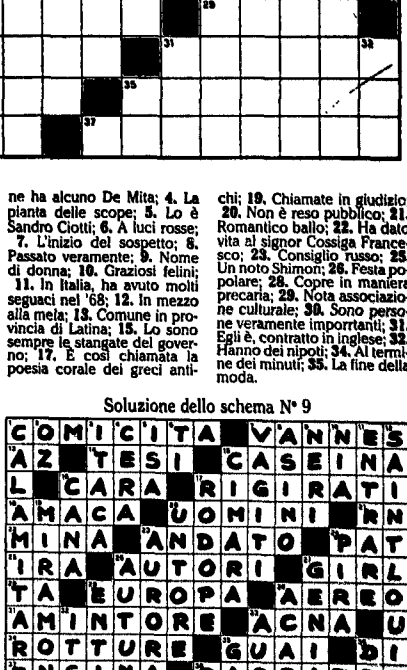 29
31 32
35
37
ne ha alcuno De Mita; 4. La
pianta delle scope; 5. Lo è
Sandro Ciotti; 6. A luci rosse;
7. L'inizio del sospetto; 8.
Passato veramente; 9. Nome
di donna; 10. Graziosi felini;
11. In Italia, ha avuto molti
seguaci nel '68; 12. In mezzo
alla meta; 13. Comune in pro-
vincia di Latina; 15. Lo sono
sempre le stangate del gover-
no; 17. È così chiamata la
poesia corale dei greci anti-
chi; 19. Chiamate in giudizio;
20. Non è reso pubblico; 21.
Romantico ballo; 22. Ha dato
vita al signor Cossiga France-
sco; 23. Consiglio russo; 25.
Un noto Shimon; 26. Festa po-
polare; 28. Copre in maniera
precaria; 29. Nota associazio-
ne culturale; 30. Sono perso-
ne veramente imporrtanti; 31.
Egli è, contratto in inglese; 32.
Hanno dei nipoti; 34. Al termi-
ne dei minuti; 35. La fine della
moda.
Soluzione dello schema N° 9
COMICITA VANNES
AZ TESI CASEINA
L CARA RIGIRATI
AMACA UOMINI RN
MINA ANDATO PAT
IRA AUTORI GIRL
TA EUROPA AEREO
AMINTORE ACNA U
ROTTURE GUAI DI